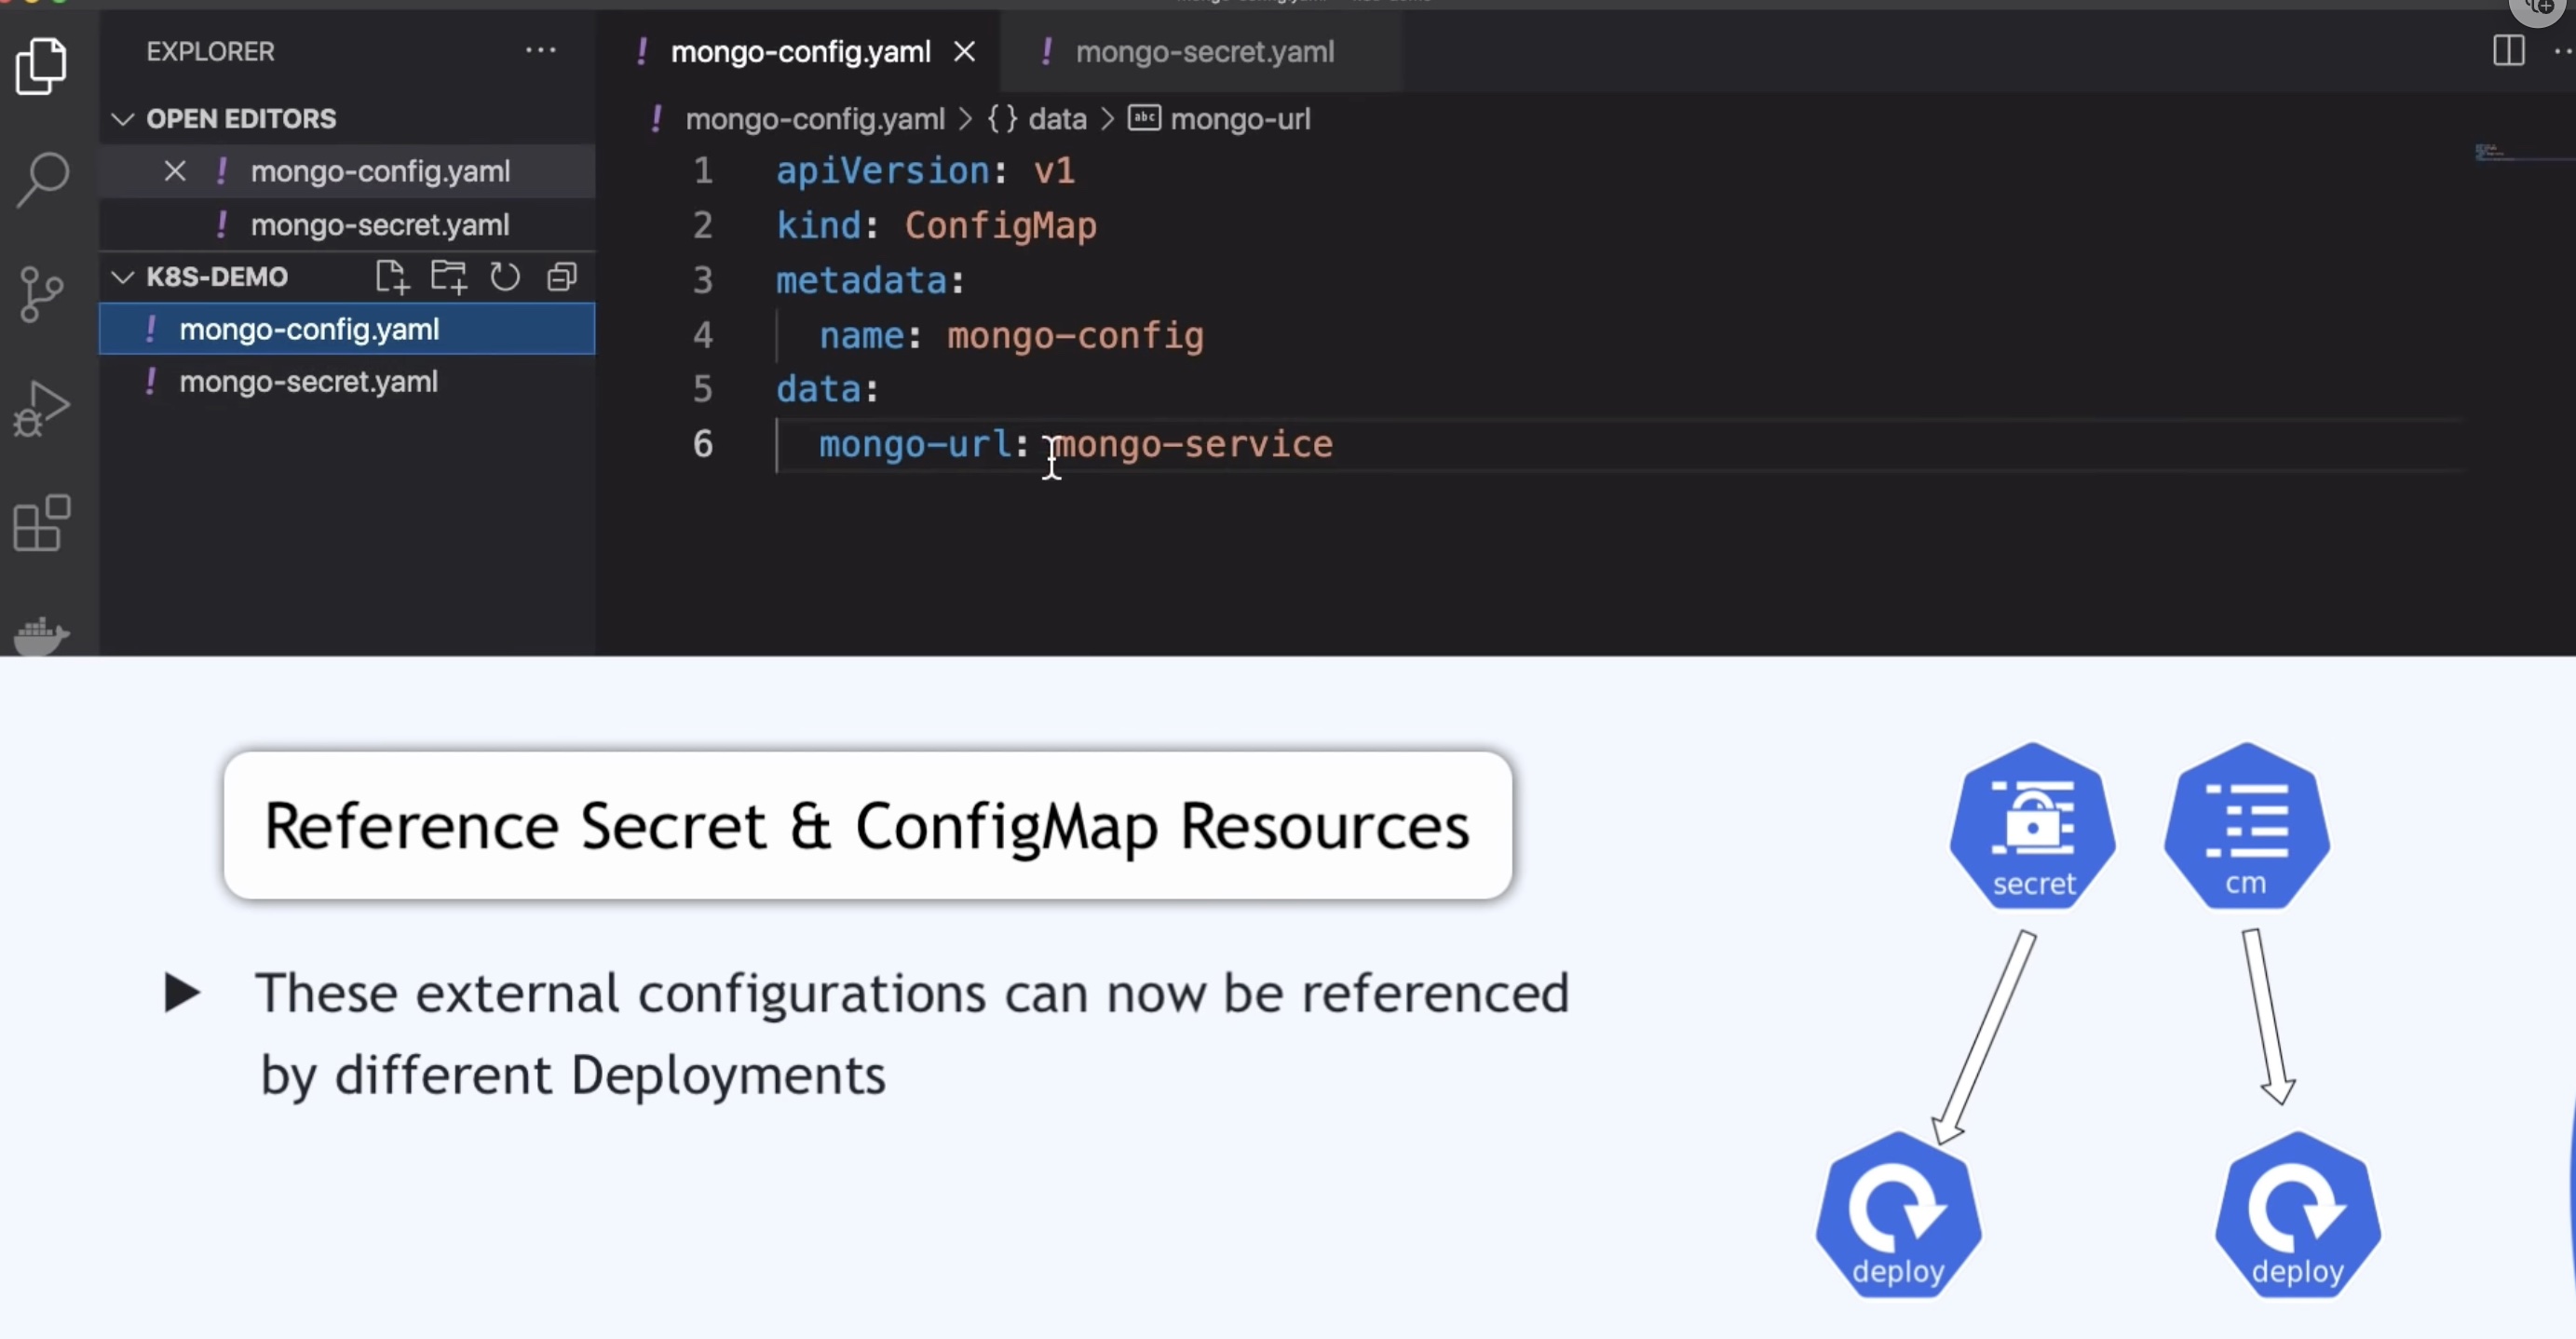 EXPLORER
OPEN EDITORS
mongo-config.yaml
mongo-secret.yaml
K8S-DEMO
mongo-config.yaml
mongo-secret.yaml
mongo-config.yaml
mongo-secret.yaml
mongo-config.yaml > {} data > abc mongo-url
1 apiVersion: v1
2 kind: ConfigMap
3 metadata:
4 name: mongo-config
5 data:
6 mongo-url: mongo-service
Reference Secret & ConfigMap Resources
These external configurations can now be referenced
by different Deployments
secret
cm
deploy
deploy